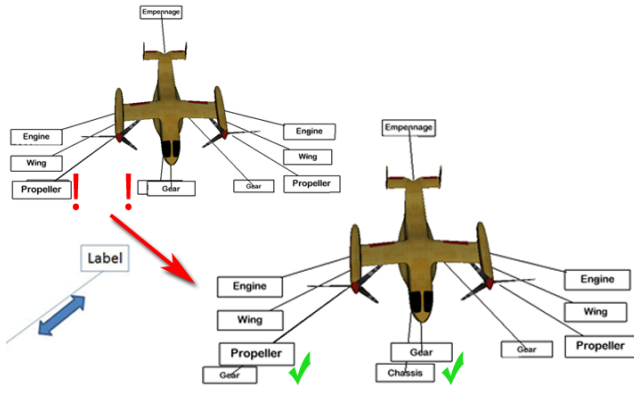 Empennage
Engine
Engine
Wing
Wing
Propeller
!
!
Gear
Gear
Propeller
Label
Empennage
Engine
Engine
Wing
Wing
Propeller
Gear
Gear
Propeller
Gear
Chassis